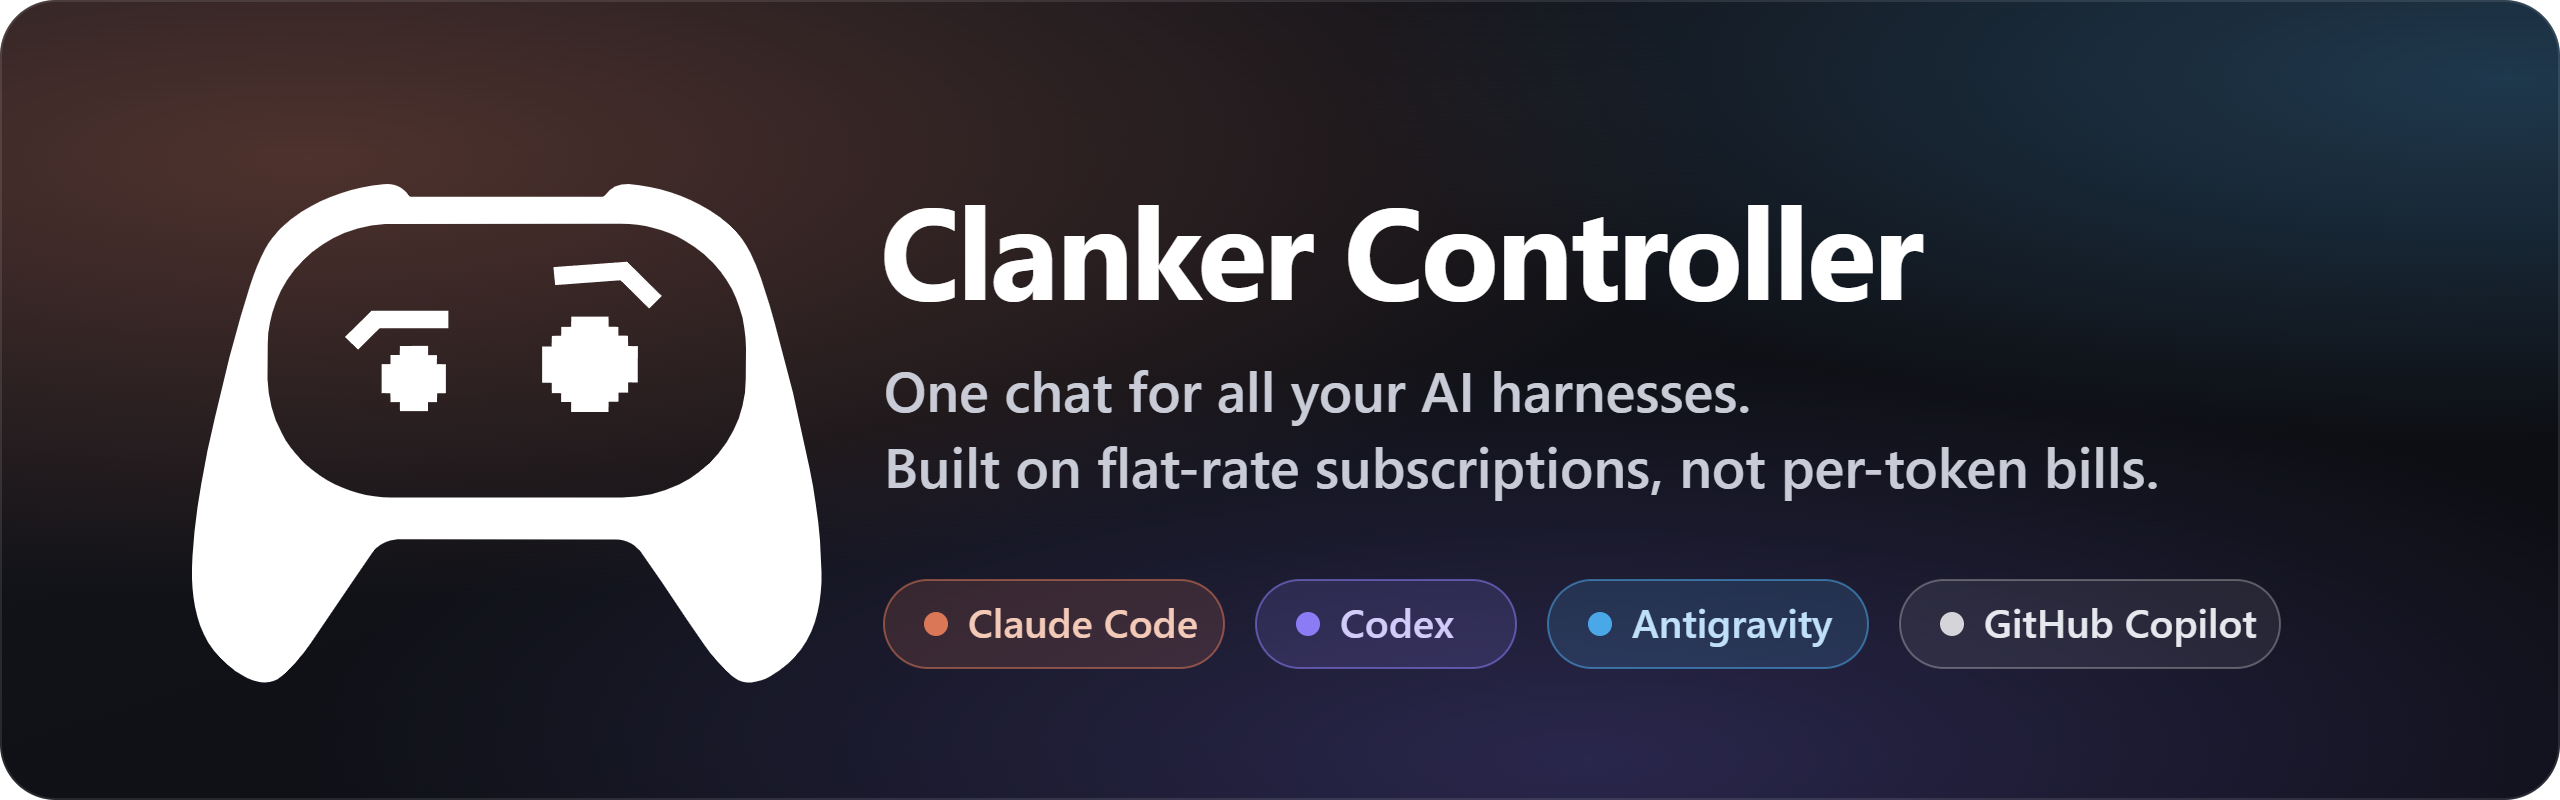 Clanker Controller
One chat for all your AI harnesses.
Built on flat-rate subscriptions, not per-token bills.
Claude Code
Codex
Antigravity
GitHub Copilot